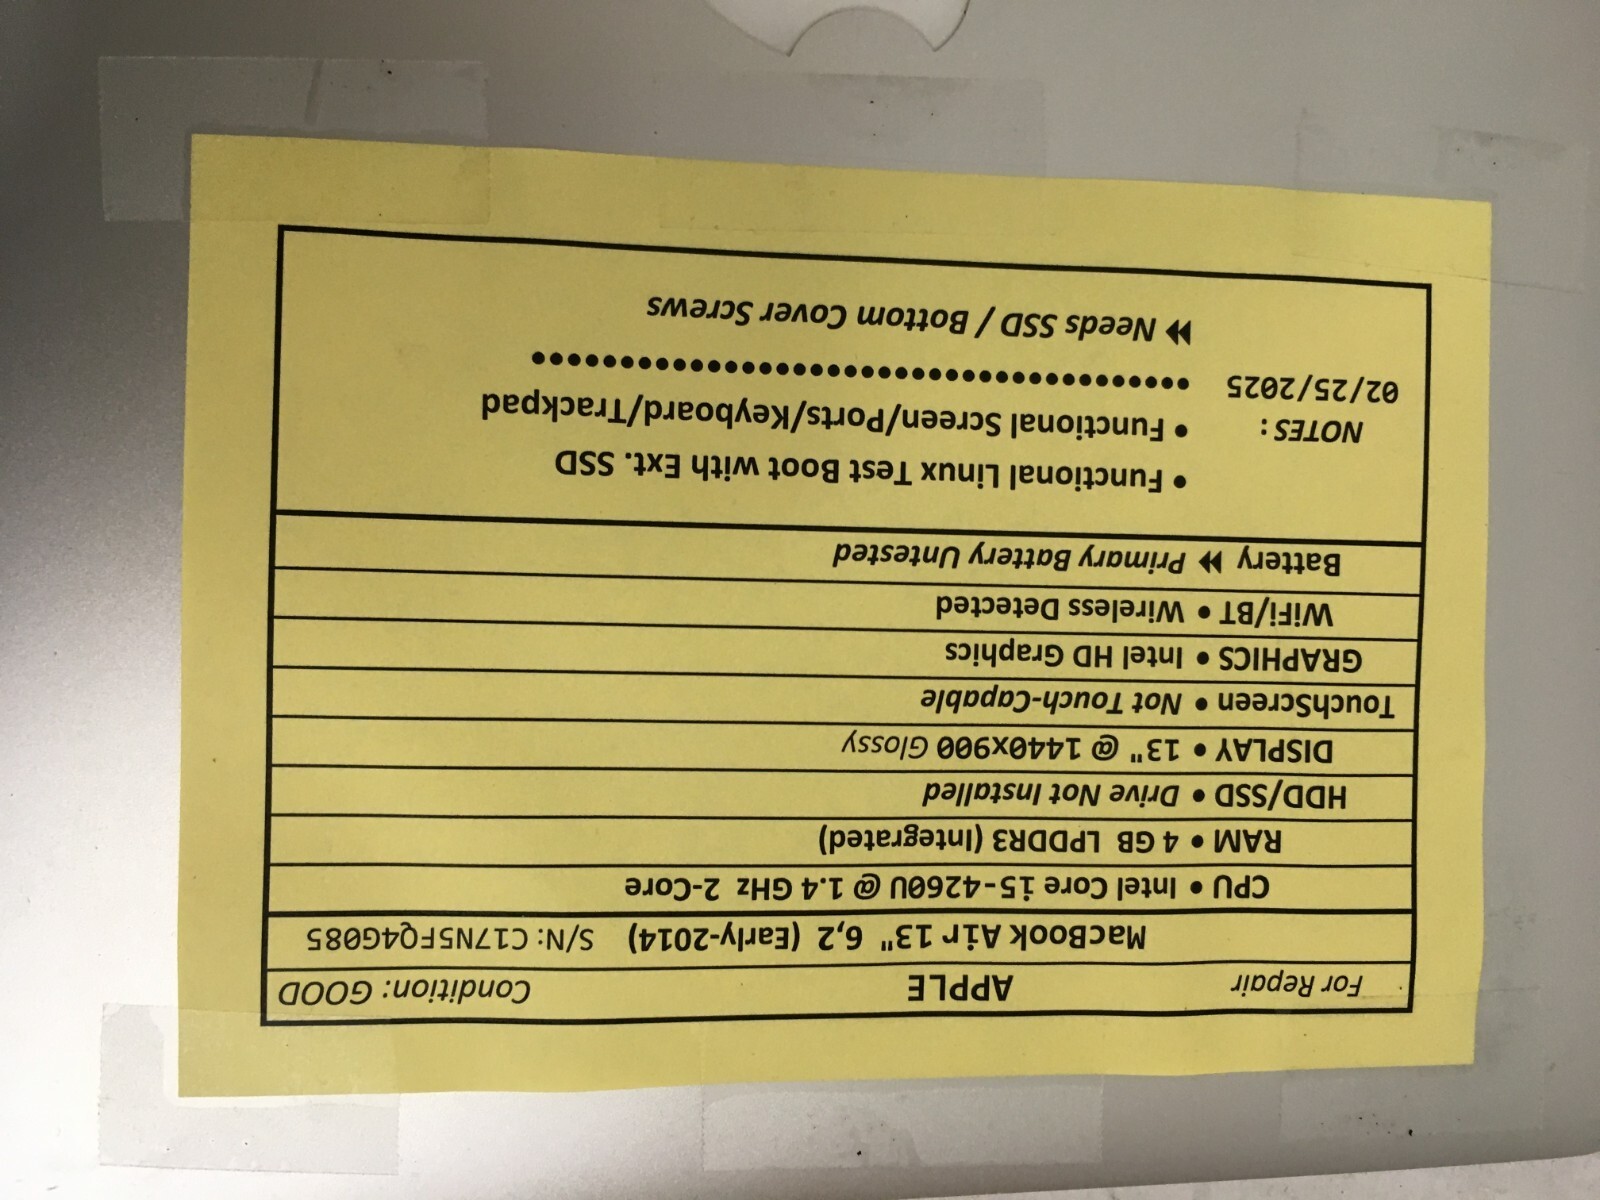 For Repair APPLE Condition: GOOD
MacBook Air 13" 6,2 (Early-2014) S/N: C17N5FQ4G085
CPU • Intel Core i5-4260U @ 1.4 GHz 2-Core
RAM • 4 GB LPDDR3 (Integrated)
HDD/SSD • Drive Not Installed
DISPLAY • 13" @ 1440x900 Glossy
TouchScreen • Not Touch-Capable
GRAPHICS • Intel HD Graphics
WiFi/BT • Wireless Detected
Battery ⏩ Primary Battery Untested
• Functional Linux Test Boot with Ext. SSD
NOTES: • Functional Screen/Ports/Keyboard/Trackpad
02/25/2025 ••••••••••••••••••••••••••••••••••••••••
⏩ Needs SSD / Bottom Cover Screws